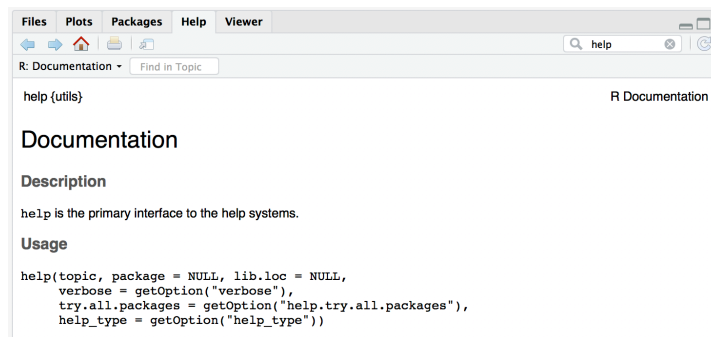 Files Plots Packages Help Viewer
help
R: Documentation Find in Topic
help {utils} R Documentation
Documentation
Description
help is the primary interface to the help systems.
Usage
help(topic, package = NULL, lib.loc = NULL,
verbose = getOption("verbose"),
try.all.packages = getOption("help.try.all.packages"),
help_type = getOption("help_type"))